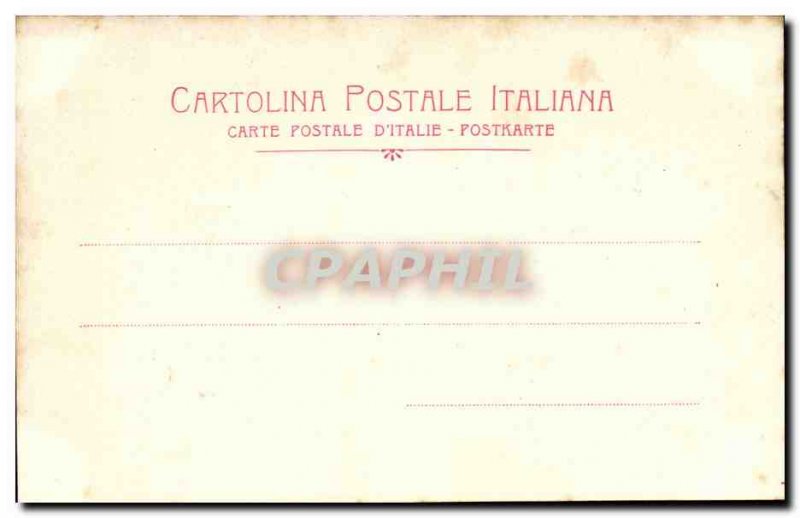 CARTOLINA POSTALE ITALIANA
CARTE POSTALE D'ITALIE - POSTKARTE
CPAPHIL